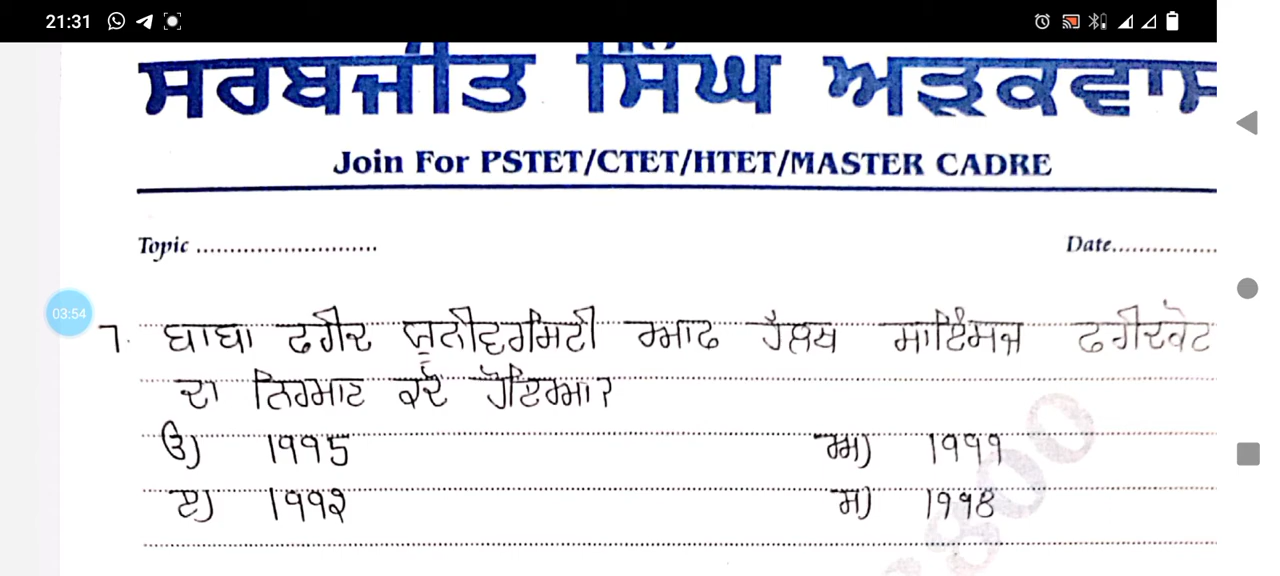 21:31
ਸਰਬਜੀਤ ਸਿੰਘ ਅੜਕਵਾਸ
Join For PSTET/CTET/HTET/MASTER CADRE
Topic .......................... Date................
03:54
7. ਬਾਬਾ ਫਰੀਦ ਯੂਨੀਵਰਸਿਟੀ ਆਫ ਹੈਲਥ ਸਾਇੰਸਜ ਫਰੀਦਕੋਟ
ਦਾ ਨਿਰਮਾਣ ਕਦੋਂ ਹੋਇਆ?
ੳ) 1995 ਅ) 1999
ੲ) 1992 ਸ) 1998